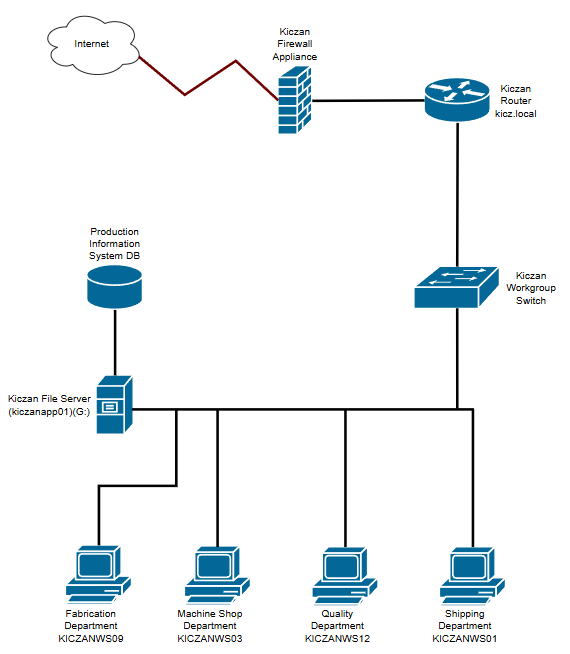 Internet
Kiczan
Firewall
Appliance
Kiczan
Router
kicz.local
Production
Information
System DB
Kiczan
Workgroup
Switch
Kiczan File Server
(kiczanapp01)(G:)
Fabrication
Department
KICZANWS09
Machine Shop
Department
KICZANWS03
Quality
Department
KICZANWS12
Shipping
Department
KICZANWS01